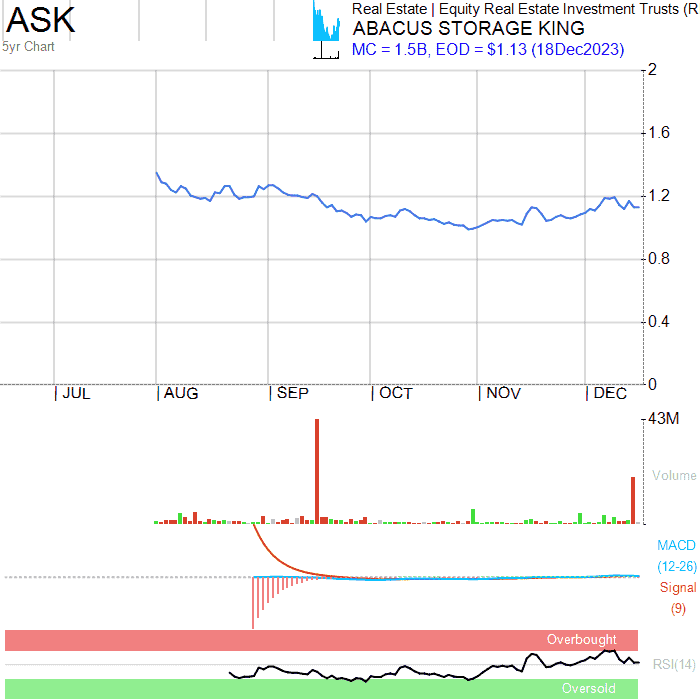 ASK
5yr Chart
Real Estate | Equity Real Estate Investment Trusts (R
ABACUS STORAGE KING
MC = 1.5B, EOD = $1.13 (18Dec2023)
2
1.6
1.2
0.8
0.4
0
JUL AUG SEP OCT NOV DEC
43M
Volume
MACD
(12-26)
Signal
(9)
Overbought
RSI(14)
Oversold